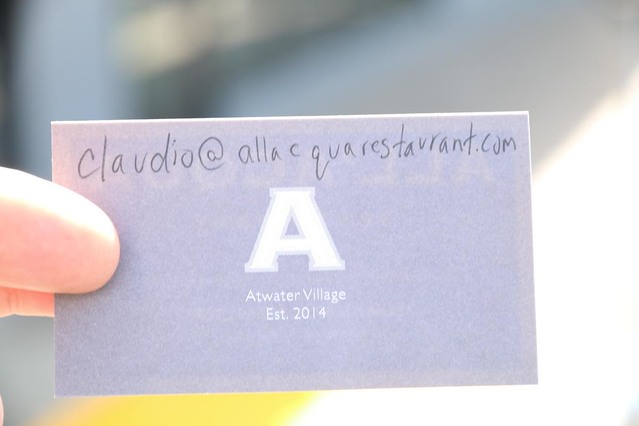 claudio@allacquarestaurant.com
A
Atwater Village
Est. 2014